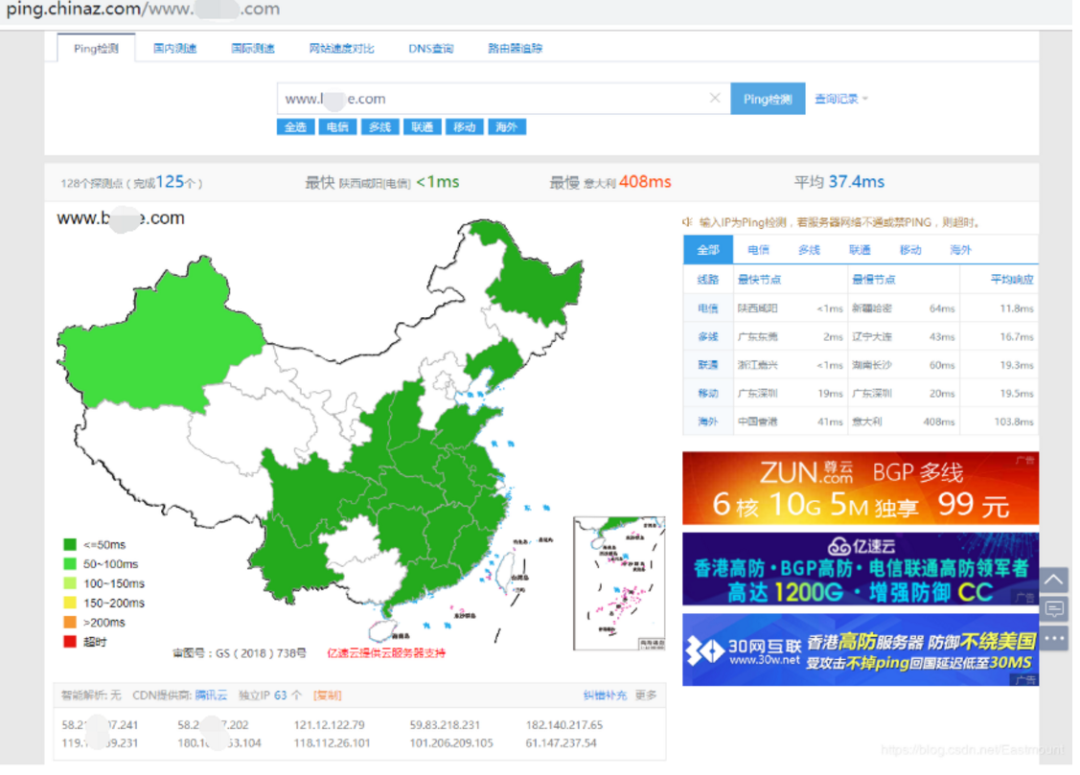 ping.chinaz.com/www. .com
Ping检测 国内测速 国际测速 网站速度对比 DNS查询 路由器追踪
www.b e.com × Ping检测 查询记录
全选 电信 多线 联通 移动 海外
128个探测点(完成125个) 最快 陕西咸阳[电信] <1ms 最慢 意大利 408ms 平均 37.4ms
www.b e.com
<=50ms
50~100ms
100~150ms
150~200ms
>200ms
超时
台湾岛
海南岛
东沙群岛
审图号:GS(2018)738号 亿速云提供云服务器支持
输入IP为Ping检测,若服务器网络不通或禁PING,则超时。
全部 电信 多线 联通 移动 海外
线路 最快节点 最慢节点 平均响应
电信 陕西咸阳 <1ms 新疆哈密 64ms 11.8ms
多线 广东东莞 2ms 辽宁大连 43ms 16.7ms
联通 浙江嘉兴 <1ms 湖南长沙 60ms 19.3ms
移动 广东深圳 19ms 广东深圳 20ms 19.5ms
海外 中国香港 41ms 意大利 408ms 103.8ms
ZUN.com 尊云 BGP 多线 广告
6核 10G 5M 独享 99 元
亿速云
香港高防·BGP高防·电信联通高防领军者
高达 1200G·增强防御 CC 广告
30网互联 香港高防服务器 防御不绕美国
www.30w.net 受攻击不掉ping回国延迟低至30MS
广告
智能解析: 无 CDN提供商: 腾讯云 独立IP 63 个 [复制] 纠错补充 更多
58.2 07.241 58.2 7.202 121.12.122.79 59.83.218.231 182.140.217.65
119. 39.231 180.1 33.104 118.112.26.101 101.206.209.105 61.147.237.54
https://blog.csdn.net/Eastmount